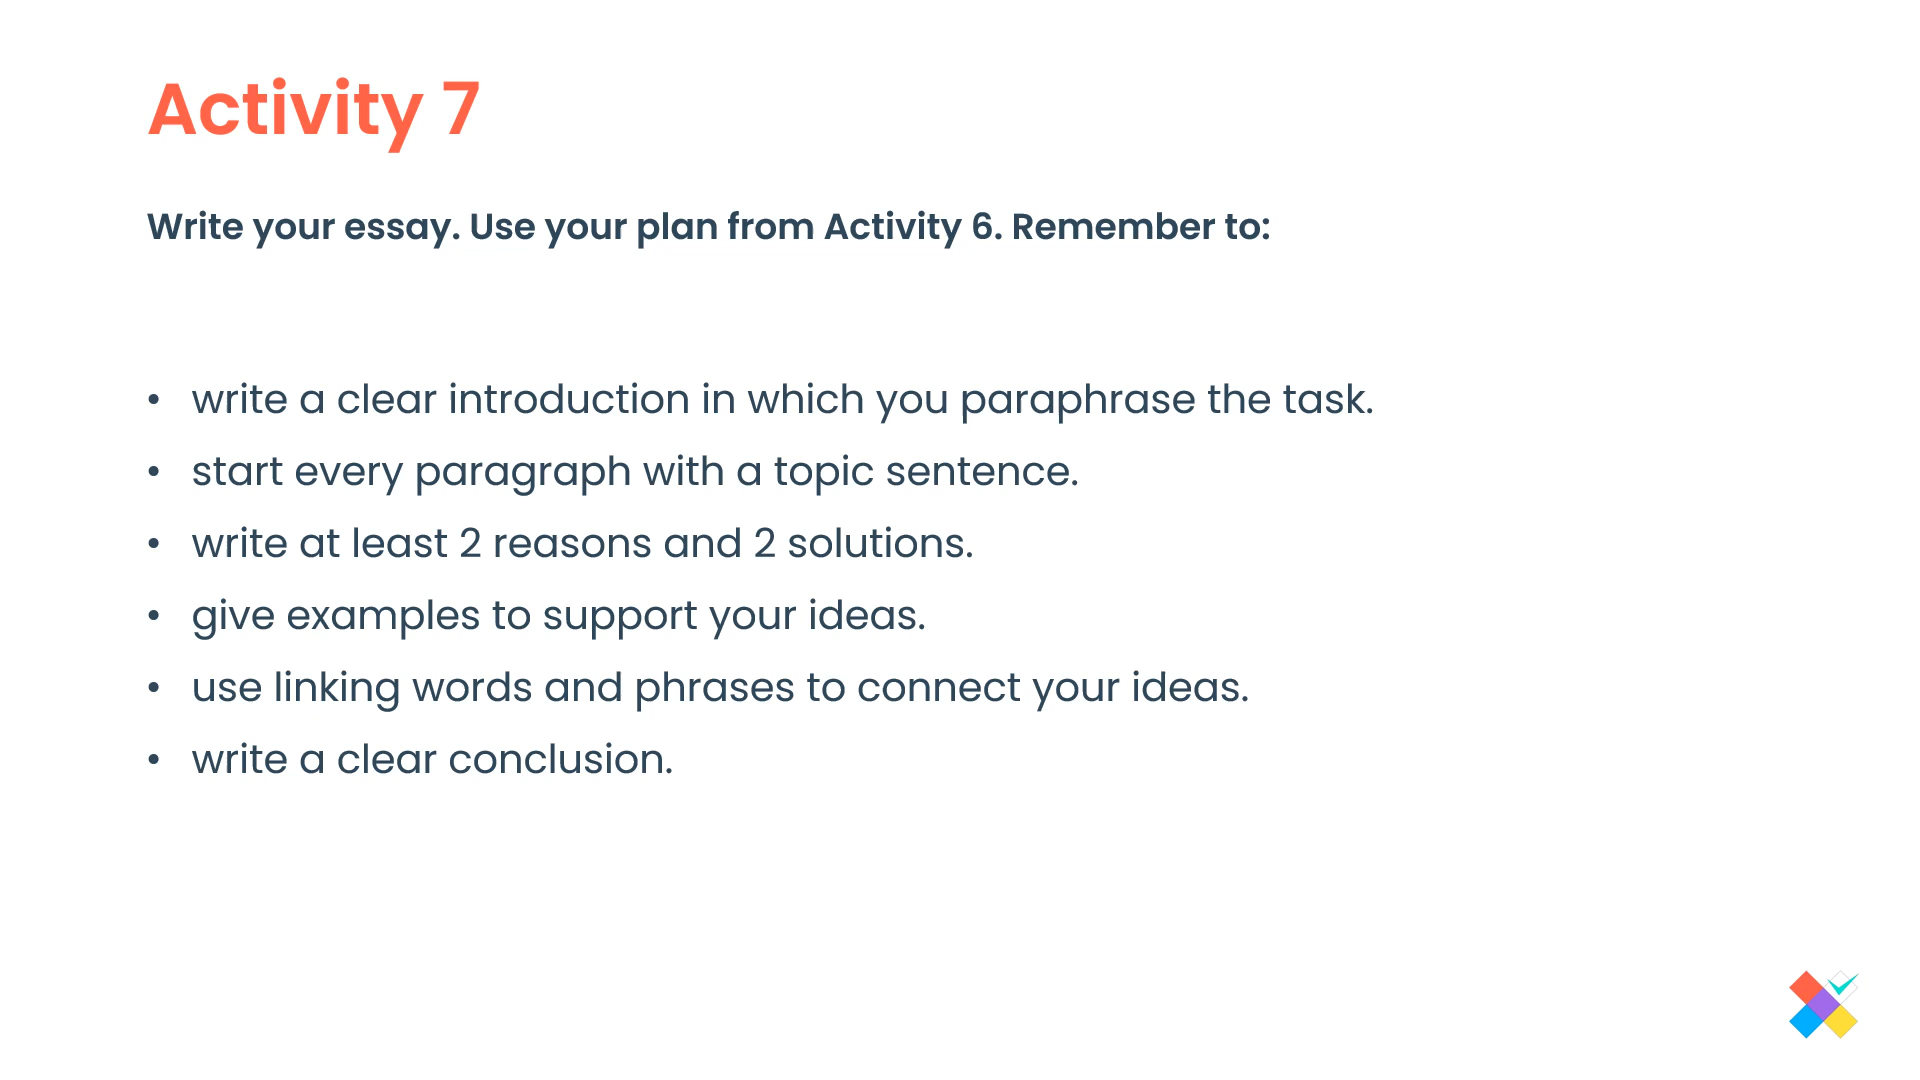 Activity 7
Write your essay. Use your plan from Activity 6. Remember to:
• write a clear introduction in which you paraphrase the task.
• start every paragraph with a topic sentence.
• write at least 2 reasons and 2 solutions.
• give examples to support your ideas.
• use linking words and phrases to connect your ideas.
• write a clear conclusion.